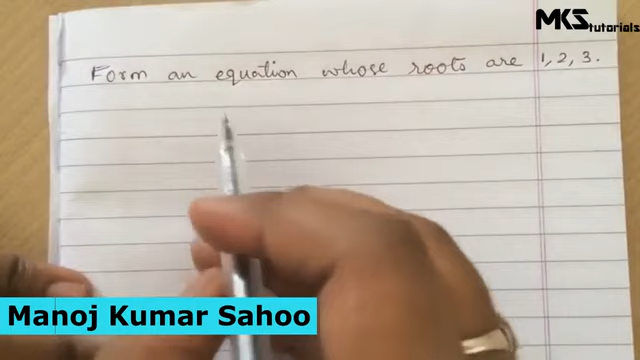 MKS tutorials
Form an equation whose roots are 1, 2, 3.
Manoj Kumar Sahoo